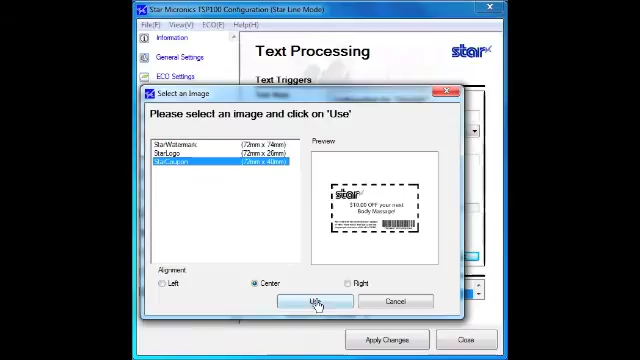 Star Micronics TSP100 Configuration (Star Line Mode)
File(F) View(V) ECO(E) Help(H)
Information
General Settings
ECO Settings
Text Processing
star
Text Triggers
Select an Image
Please select an image and click on 'Use'
StarWatermark (72mm x 74mm)
StarLogo (72mm x 26mm)
StarCoupon (72mm x 40mm)
Preview
star
$10.00 OFF your next
Body Massage!
Alignment
Left Center Right
Use Cancel
Apply Changes Close